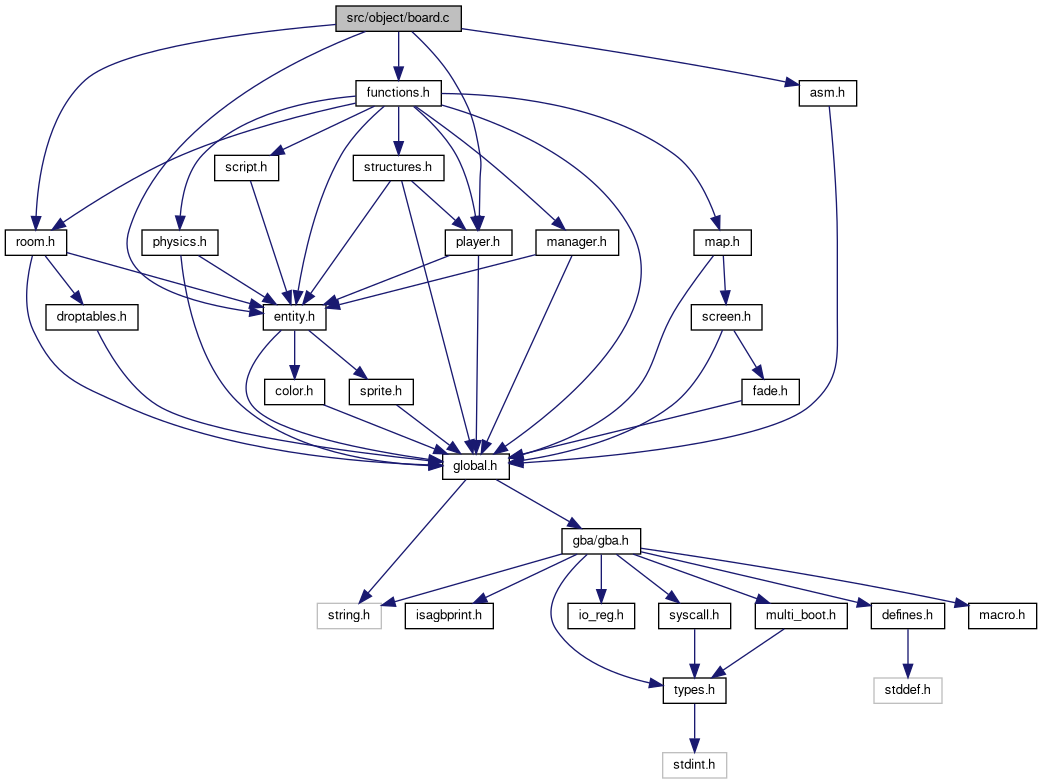 src/object/board.c
functions.h
asm.h
script.h
structures.h
room.h
physics.h
player.h
manager.h
map.h
droptables.h
entity.h
screen.h
color.h
sprite.h
fade.h
global.h
gba/gba.h
string.h
isagbprint.h
io_reg.h
syscall.h
multi_boot.h
defines.h
macro.h
types.h
stddef.h
stdint.h